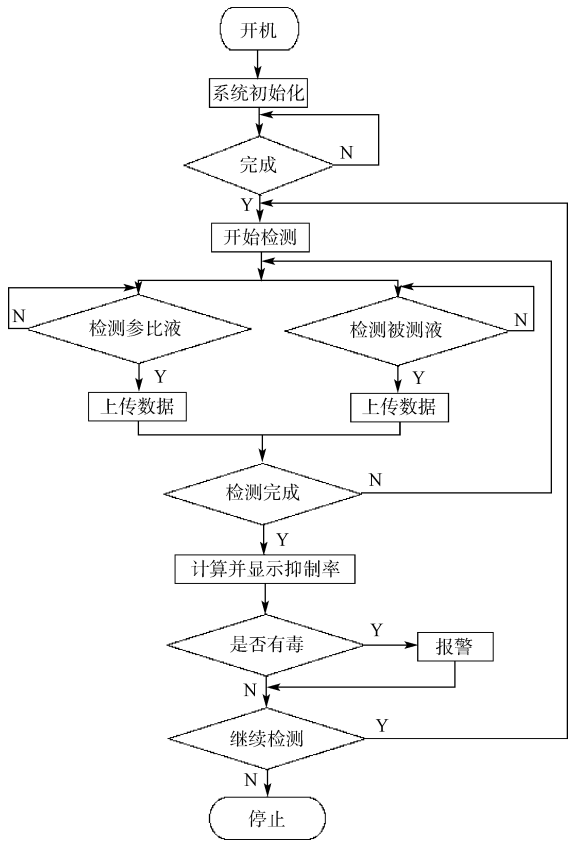 开机
系统初始化
完成
N
Y
开始检测
检测参比液
N
检测被测液
N
Y
Y
上传数据
上传数据
检测完成
N
Y
计算并显示抑制率
是否有毒
Y
报警
N
继续检测
Y
N
停止